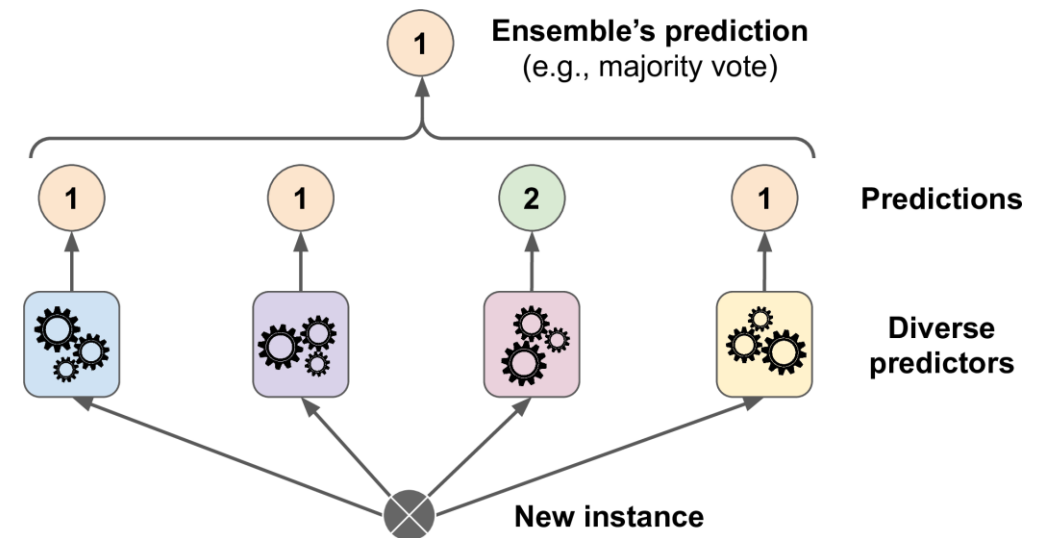 1
Ensemble’s prediction
(e.g., majority vote)
1
1
2
1
Predictions
Diverse
predictors
New instance